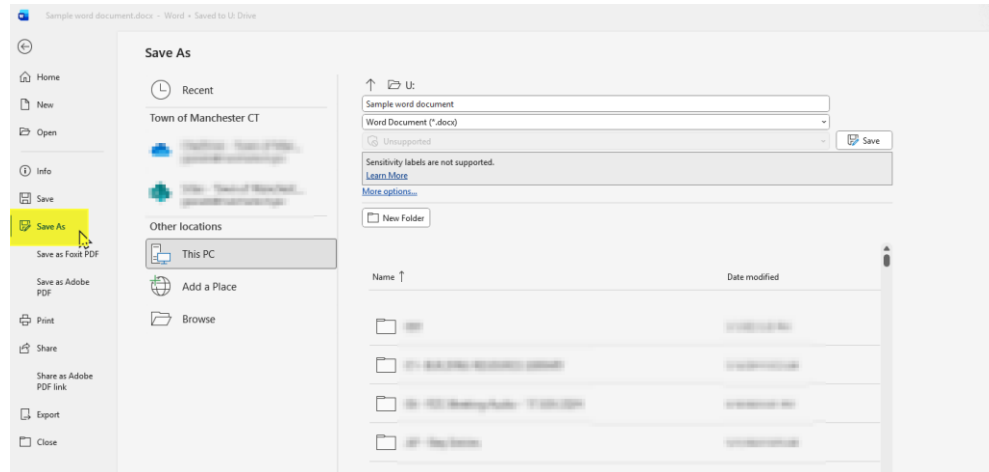 Sample word document.docx - Word • Saved to U: Drive
Home
New
Open
Info
Save
Save As
Save as Foxit PDF
Save as Adobe
PDF
Print
Share
Share as Adobe
PDF link
Export
Close
Save As
Recent
Town of Manchester CT
Other locations
This PC
Add a Place
Browse
U:
Sample word document
Word Document (*.docx)
Unsupported
Save
Sensitivity labels are not supported.
Learn More
More options...
New Folder
Name
Date modified